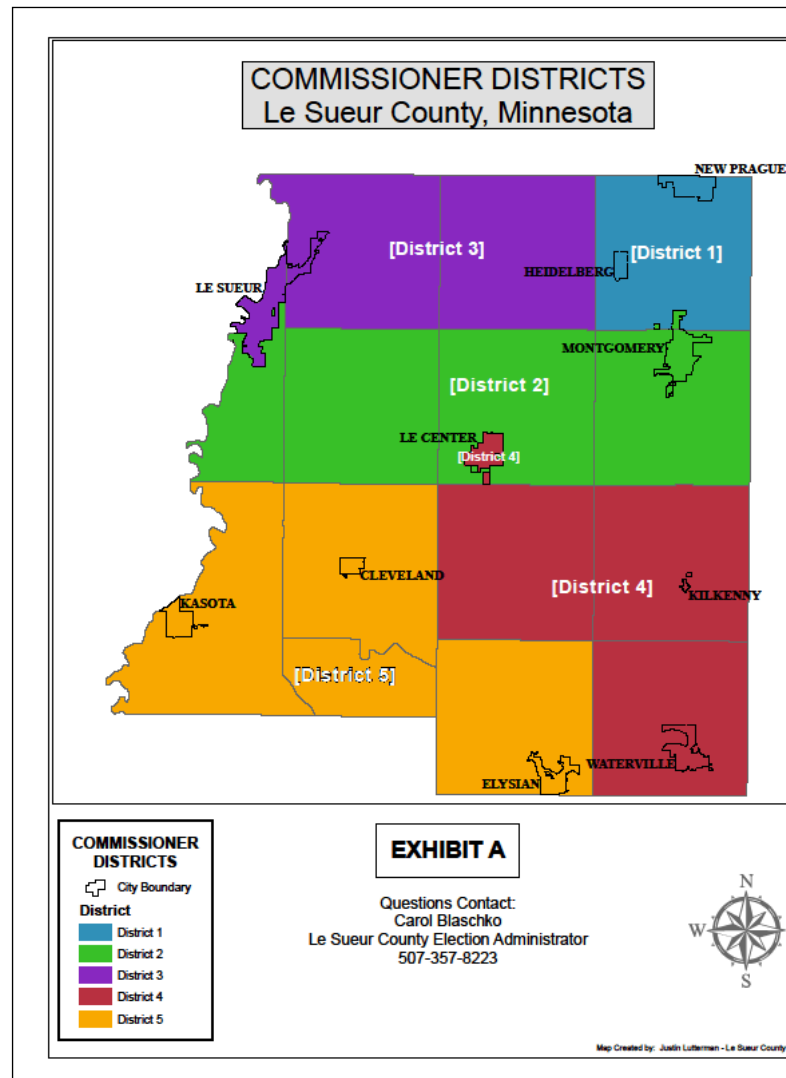 COMMISSIONER DISTRICTS
Le Sueur County, Minnesota
NEW PRAGUE
[District 3]
[District 1]
HEIDELBERG
LE SUEUR
MONTGOMERY
[District 2]
LE CENTER
[District 4]
CLEVELAND
[District 4]
KILKENNY
KASOTA
[District 5]
WATERVILLE
ELYSIAN
COMMISSIONER
DISTRICTS
City Boundary
District
District 1
District 2
District 3
District 4
District 5
EXHIBIT A
Questions Contact:
Carol Blaschko
Le Sueur County Election Administrator
507-357-8223
N
W
S
Map Created by: Justin Lutterman - Le Sueur County